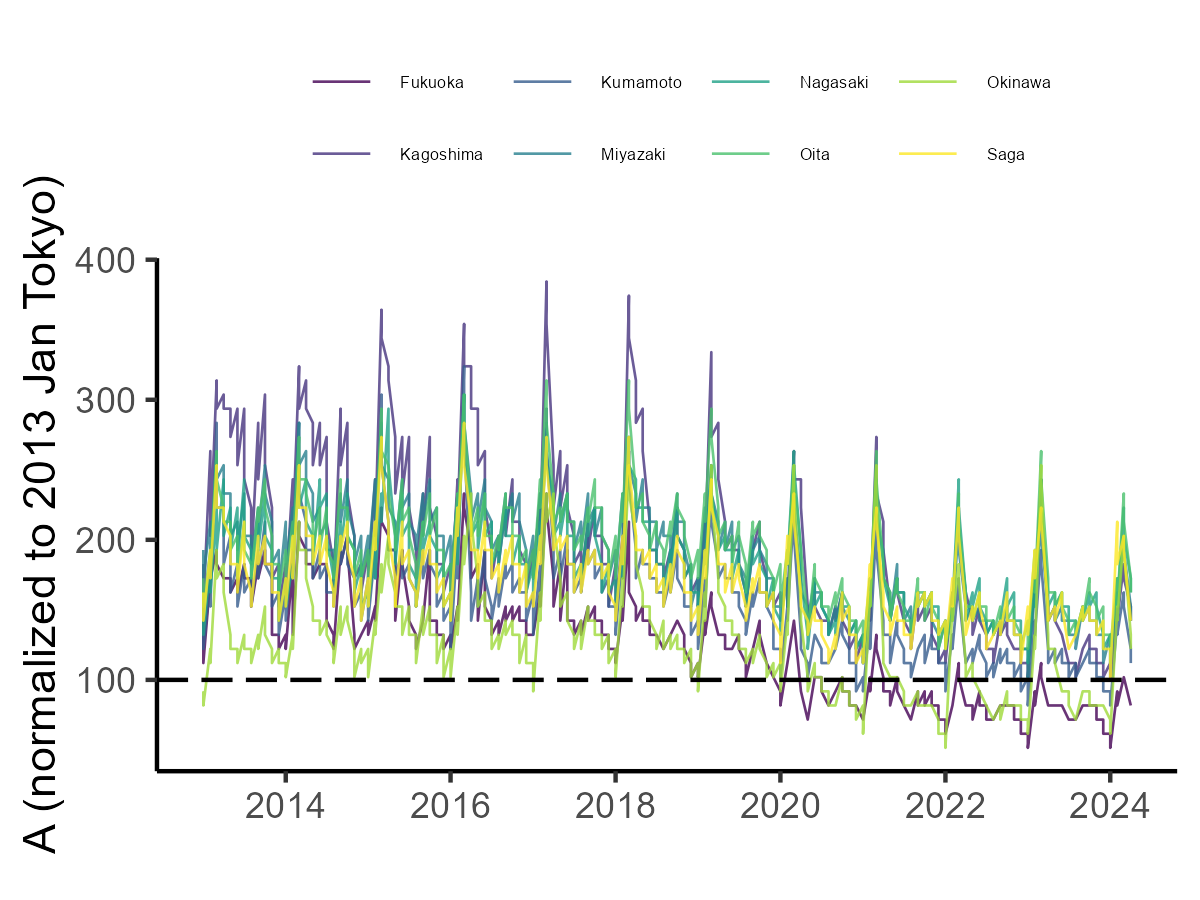 Fukuoka Kumamoto Nagasaki Okinawa
Kagoshima Miyazaki Oita Saga
A (normalized to 2013 Jan Tokyo)
400
300
200
100
2014 2016 2018 2020 2022 2024